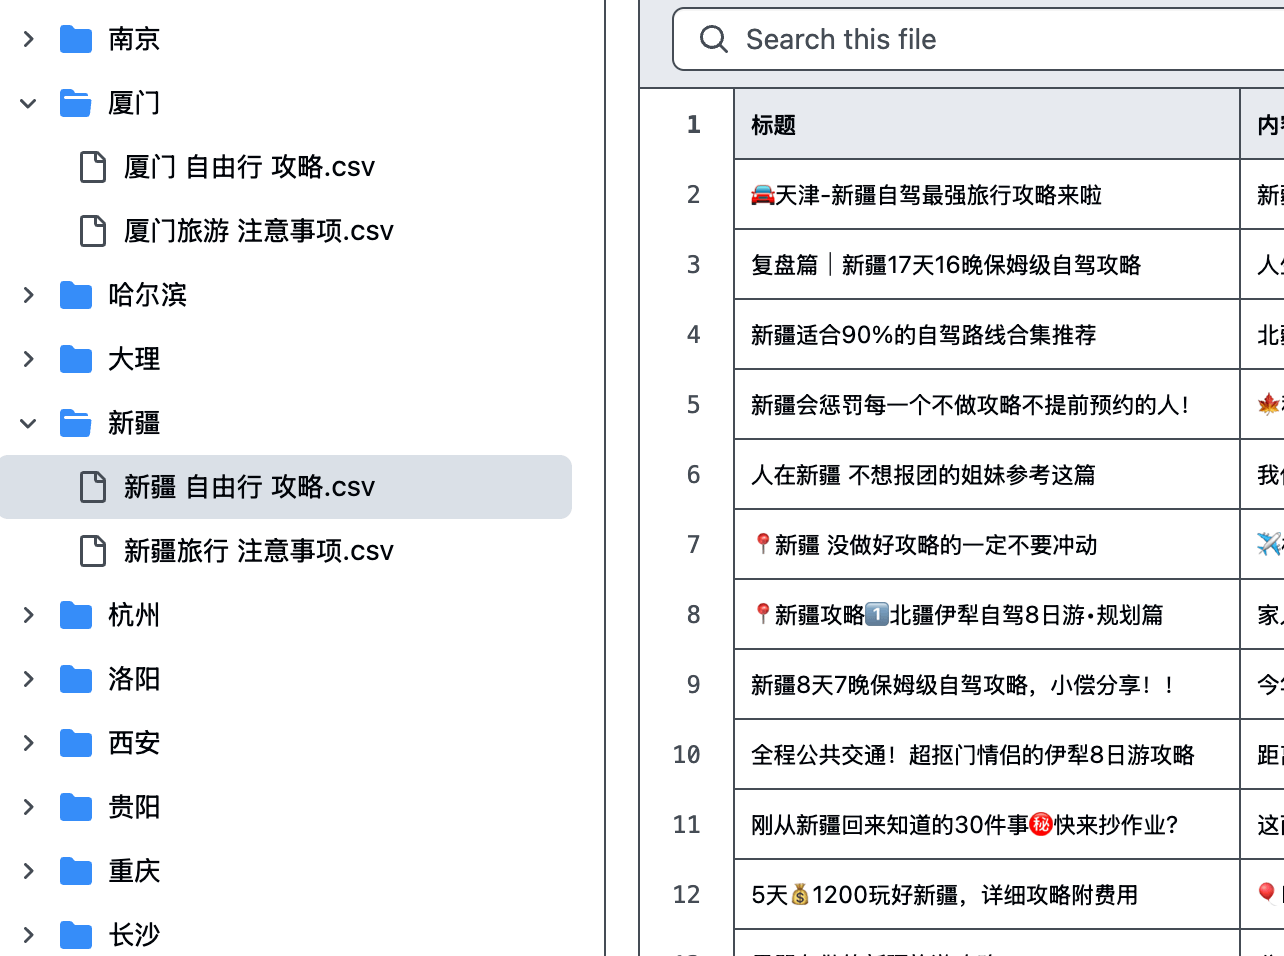 南京
厦门
厦门 自由行 攻略.csv
厦门旅游 注意事项.csv
哈尔滨
大理
新疆
新疆 自由行 攻略.csv
新疆旅行 注意事项.csv
杭州
洛阳
西安
贵阳
重庆
长沙
Search this file
1 标题
2 🚘天津-新疆自驾最强旅行攻略来啦 新疆
3 复盘篇｜新疆17天16晚保姆级自驾攻略 人
4 新疆适合90%的自驾路线合集推荐 北疆
5 新疆会惩罚每一个不做攻略不提前预约的人！ 🍁
6 人在新疆 不想报团的姐妹参考这篇 我
7 📍新疆 没做好攻略的一定不要冲动 ✈️
8 📍新疆攻略1️⃣北疆伊犁自驾8日游•规划篇 家
9 新疆8天7晚保姆级自驾攻略，小偿分享！！ 今
10 全程公共交通！超抠门情侣的伊犁8日游攻略 距
11 刚从新疆回来知道的30件事㊙️快来抄作业？ 这
12 5天💰1200玩好新疆，详细攻略附费用 🎈